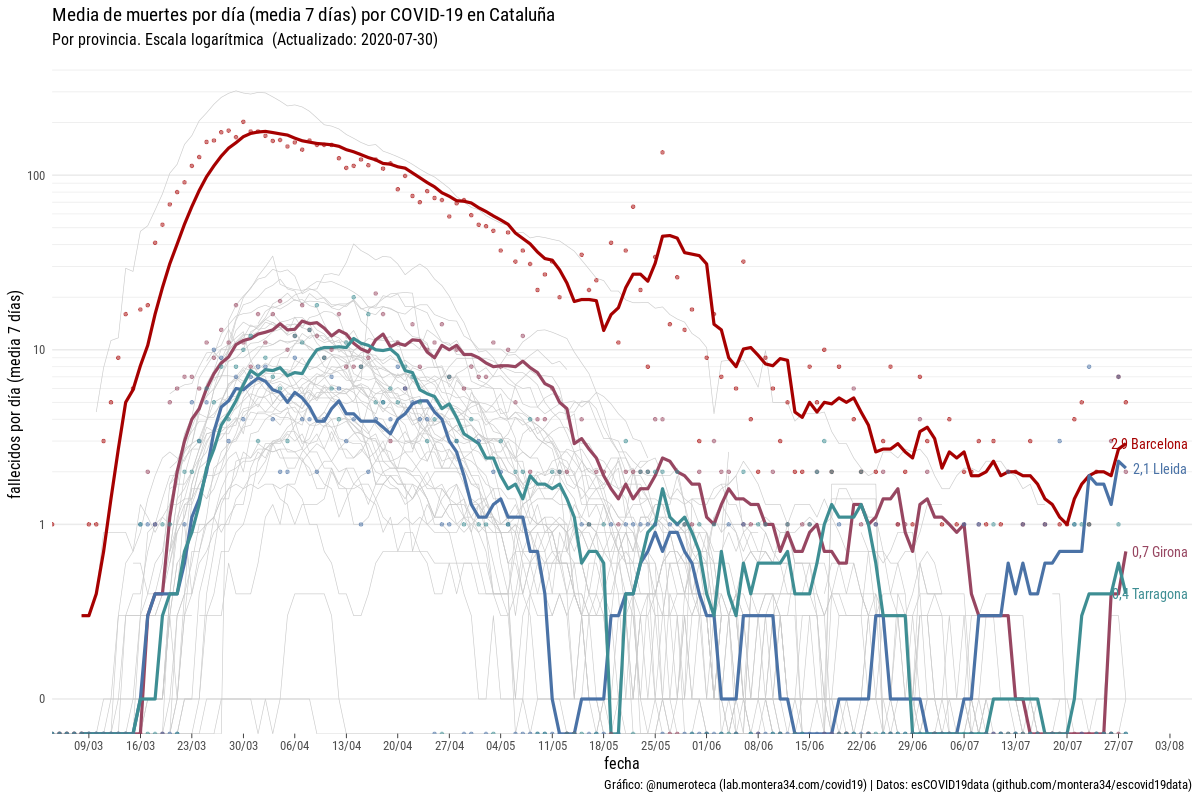 Media de muertes por día (media 7 días) por COVID-19 en Cataluña
Por provincia. Escala logarítmica (Actualizado: 2020-07-30)
fallecidos por día (media 7 días)
100
10
1
0
2,9 Barcelona
2,1 Lleida
0,7 Girona
0,4 Tarragona
09/03 16/03 23/03 30/03 06/04 13/04 20/04 27/04 04/05 11/05 18/05 25/05 01/06 08/06 15/06 22/06 29/06 06/07 13/07 20/07 27/07 03/08
fecha
Gráfico: @numeroteca (lab.montera34.com/covid19) | Datos: esCOVID19data (github.com/montera34/escovid19data)